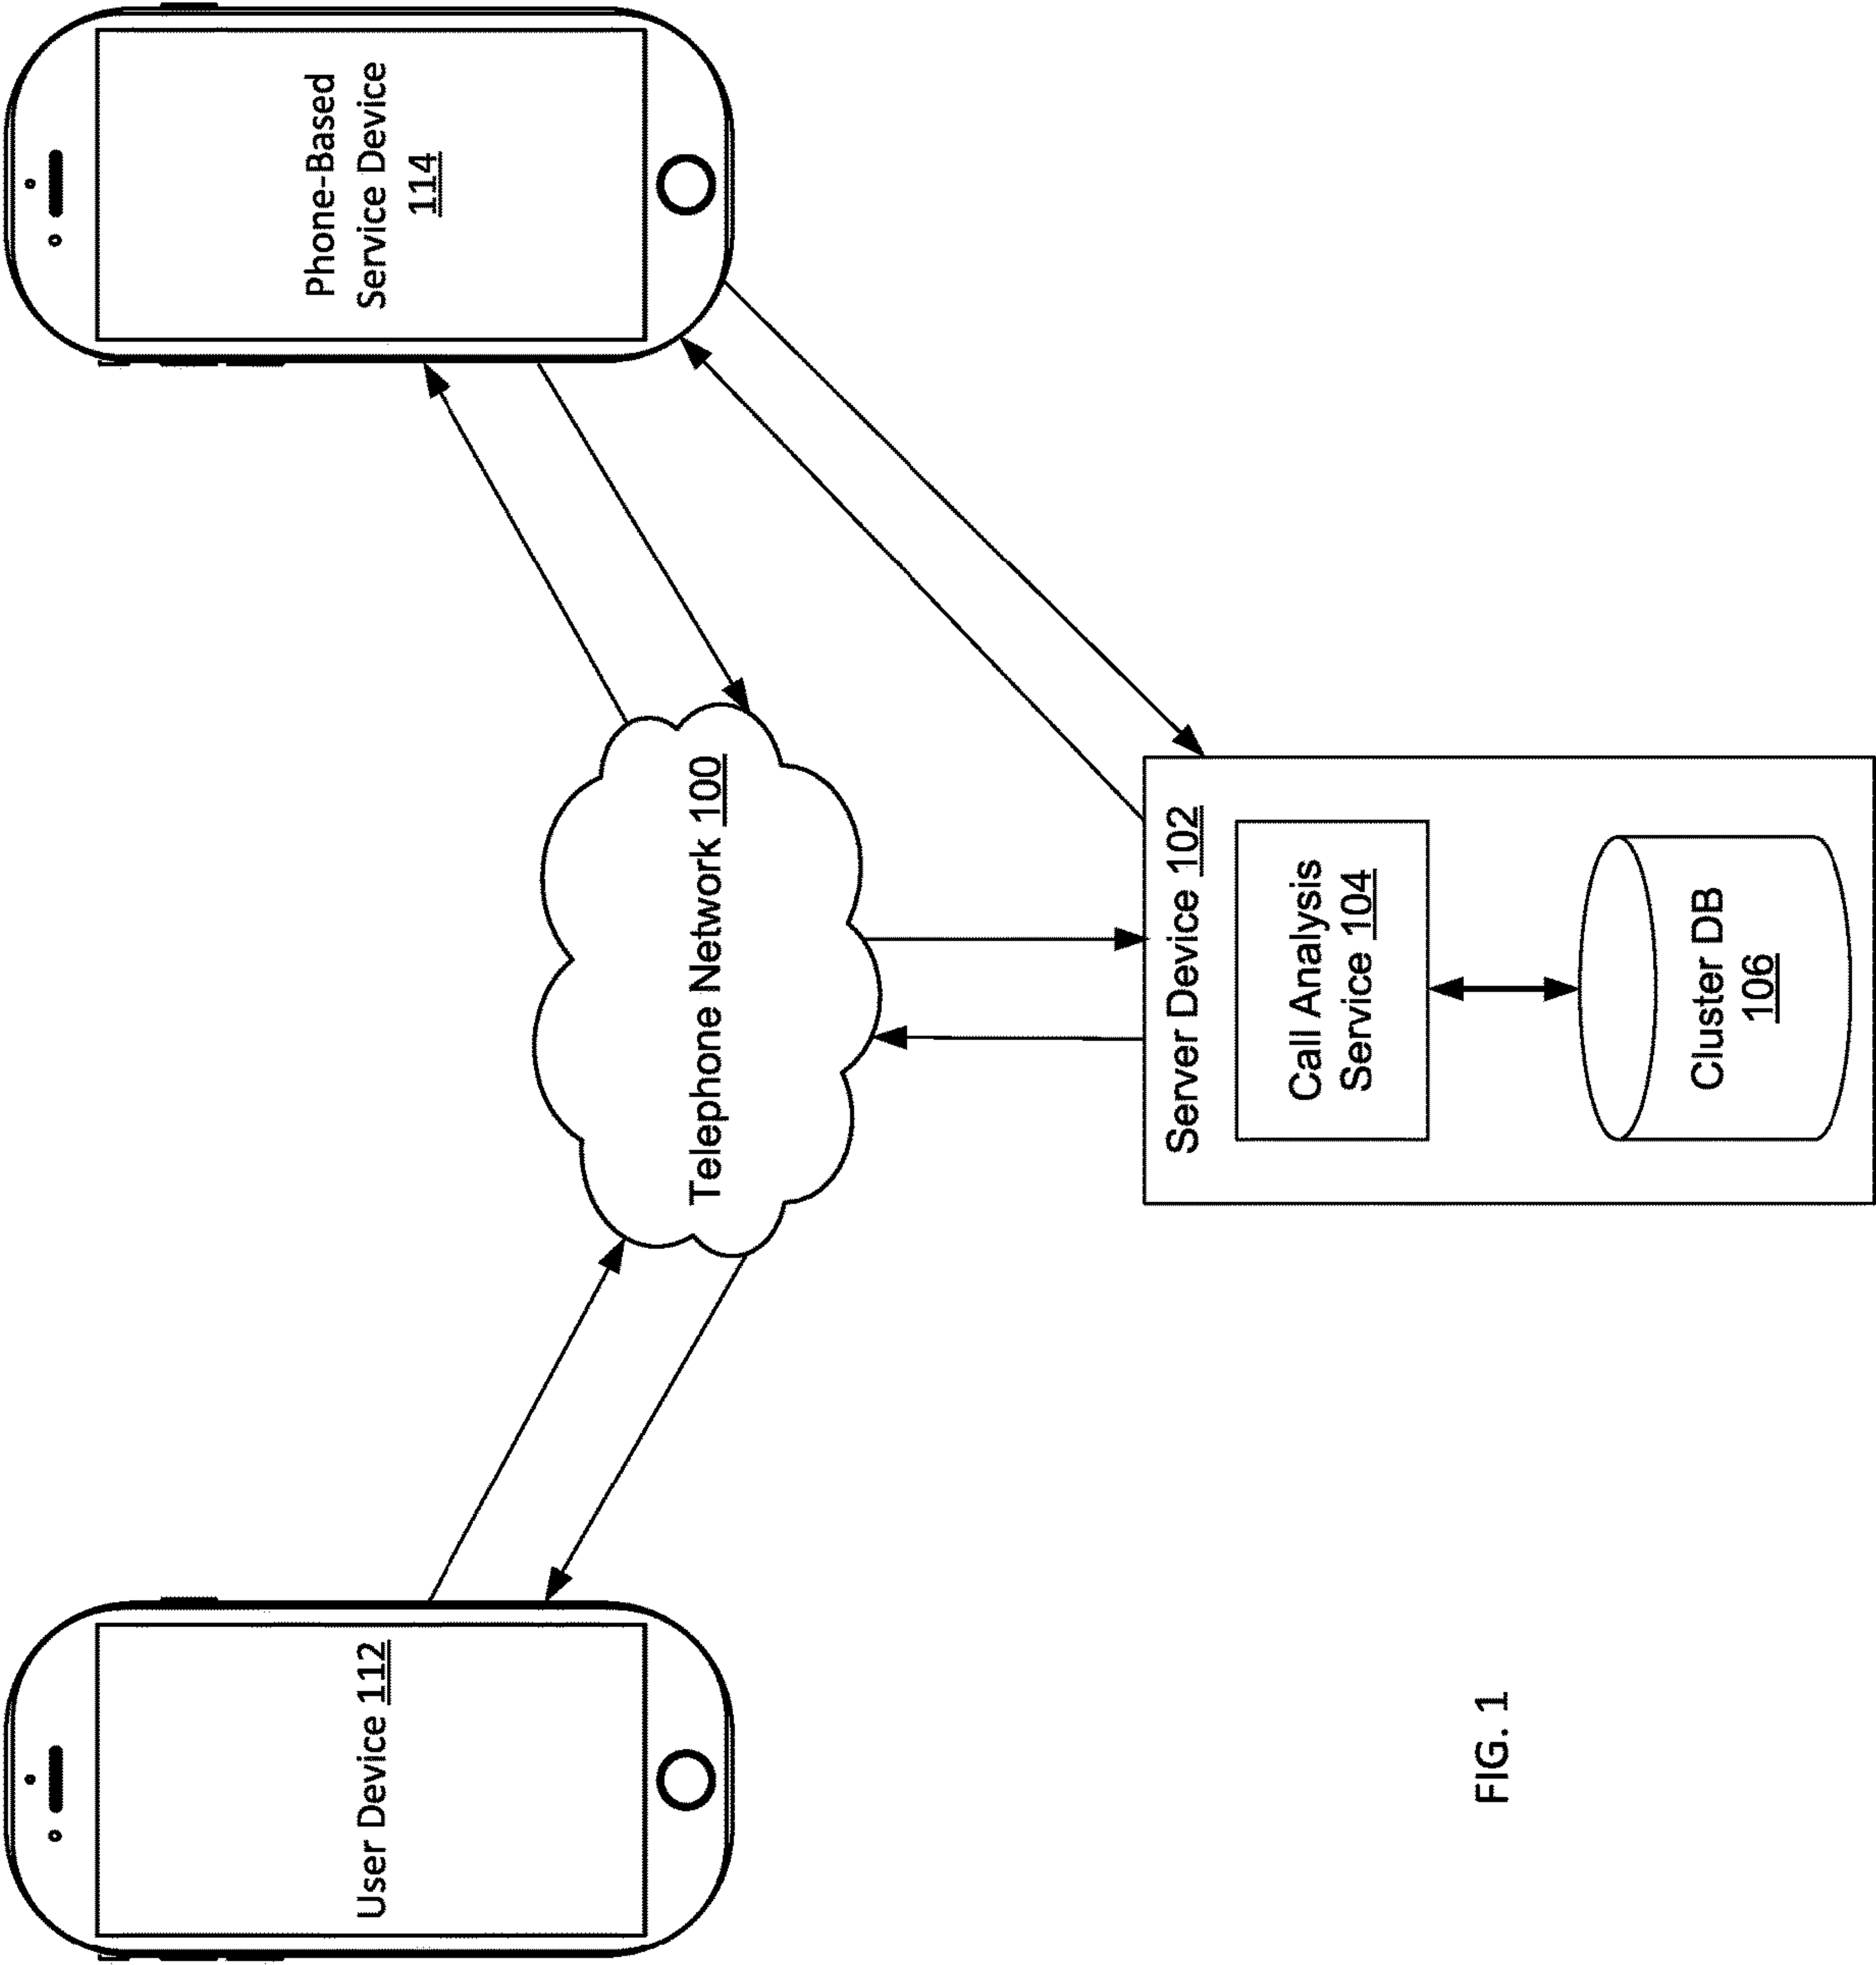 User Device 112
Phone-Based
Service Device
114
Telephone Network 100
Server Device 102
Call Analysis
Service 104
Cluster DB
106
FIG. 1